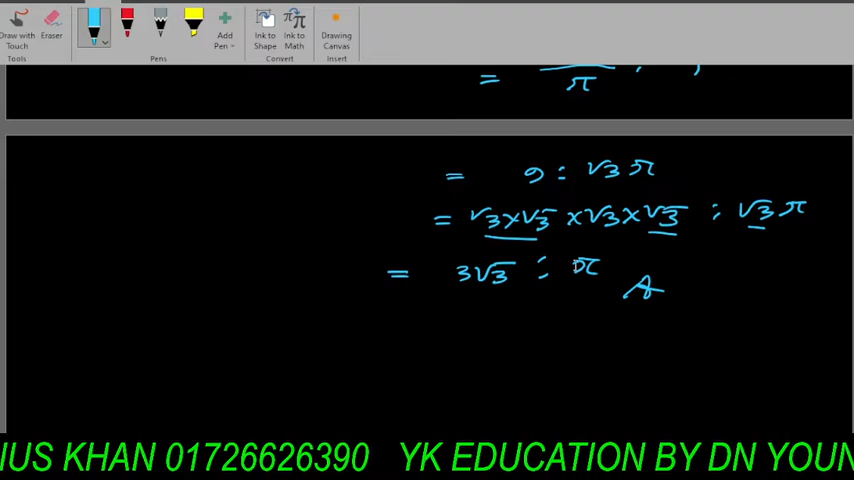 Draw with Touch
Eraser
Add Pen
Ink to Shape
Ink to Math
Drawing Canvas
Tools
Pens
Convert
Insert
= π :
= 9 : √3 π
= √3×√3 ×√3×√3 : √3 π
= 3√3 : π A
IUS KHAN 01726626390 YK EDUCATION BY DN YOUN